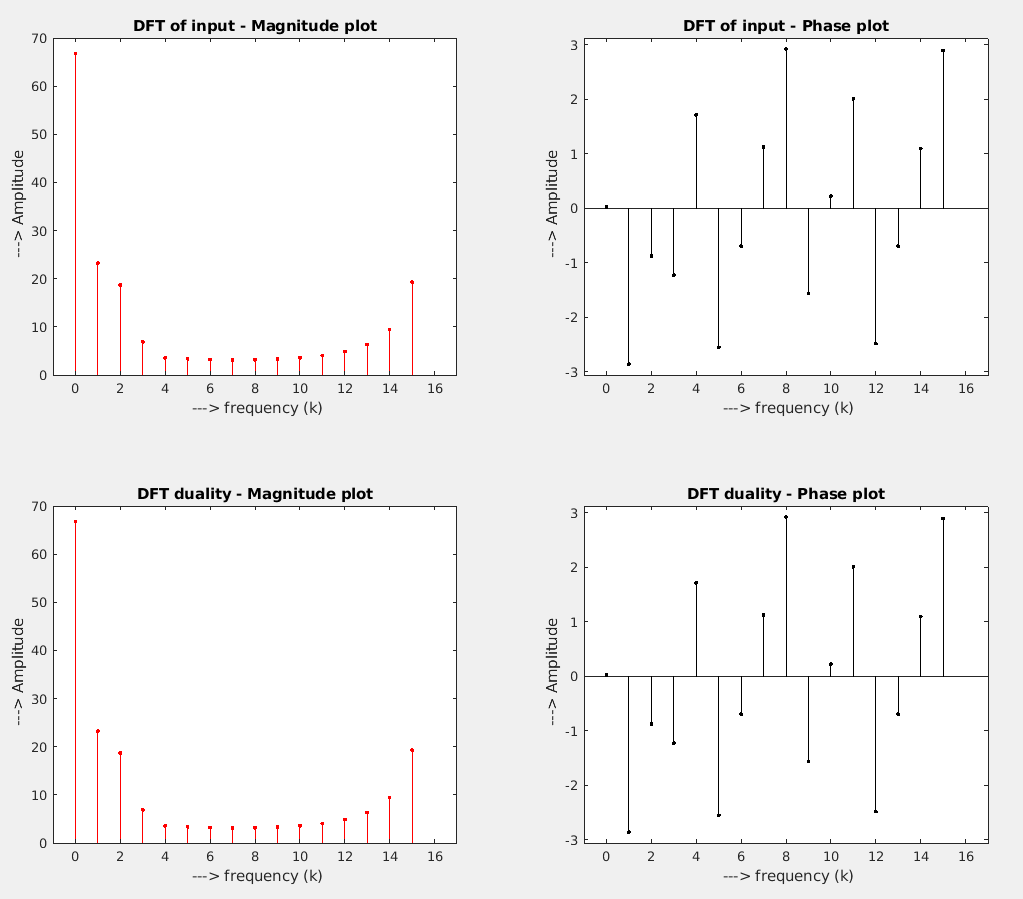 DFT of input - Magnitude plot
70
60
50
40
30
20
10
0
---> Amplitude
0 2 4 6 8 10 12 14 16
---> frequency (k)
DFT of input - Phase plot
3
2
1
0
-1
-2
-3
---> Amplitude
0 2 4 6 8 10 12 14 16
---> frequency (k)
DFT duality - Magnitude plot
70
60
50
40
30
20
10
0
---> Amplitude
0 2 4 6 8 10 12 14 16
---> frequency (k)
DFT duality - Phase plot
3
2
1
0
-1
-2
-3
---> Amplitude
0 2 4 6 8 10 12 14 16
---> frequency (k)